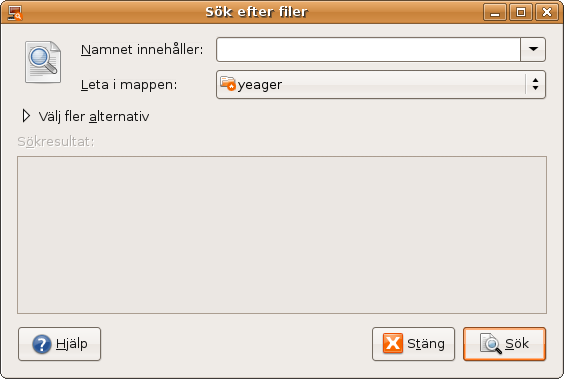 Sök efter filer
Namnet innehåller:
Leta i mappen: yeager
Välj fler alternativ
Sökresultat:
Hjälp Stäng Sök